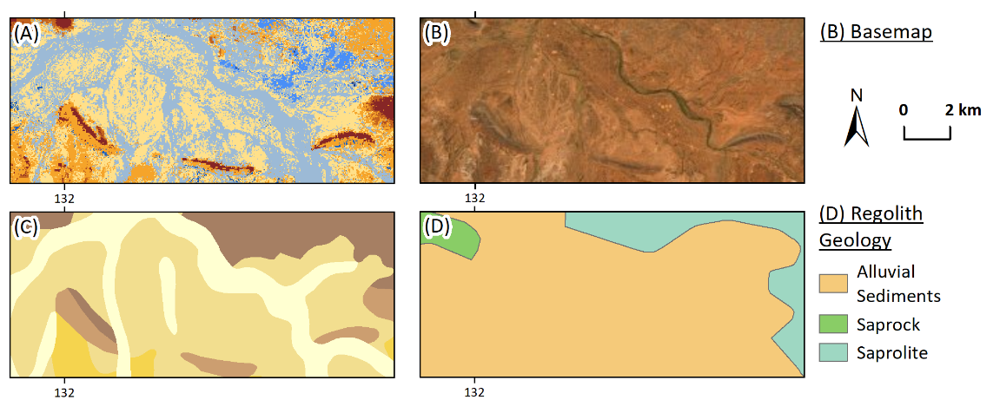 (A)
(B)
(B) Basemap
N
0 2 km
132
132
(C)
(D)
(D) Regolith
Geology
Alluvial
Sediments
Saprock
Saprolite
132
132